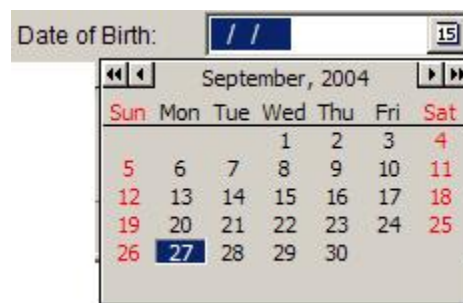 Date of Birth: / / 15
September, 2004
Sun Mon Tue Wed Thu Fri Sat
1 2 3 4
5 6 7 8 9 10 11
12 13 14 15 16 17 18
19 20 21 22 23 24 25
26 27 28 29 30